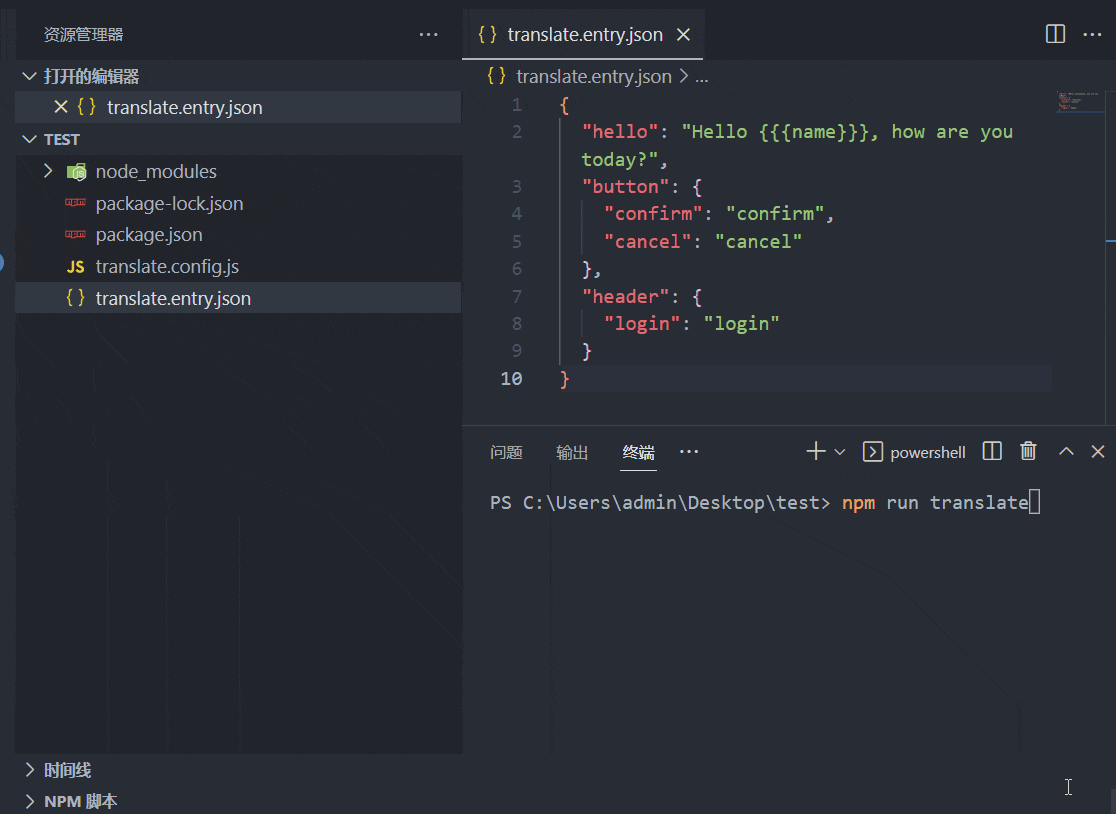 资源管理器
打开的编辑器
translate.entry.json
TEST
node_modules
package-lock.json
package.json
JS translate.config.js
{ } translate.entry.json
时间线
NPM 脚本
{ } translate.entry.json
{ } translate.entry.json > ...
1 {
2 "hello": "Hello {{{name}}}, how are you
today?",
3 "button": {
4 "confirm": "confirm",
5 "cancel": "cancel"
6 },
7 "header": {
8 "login": "login"
9 }
10 }
问题 输出 终端 ... powershell
PS C:\Users\admin\Desktop\test> npm run translate